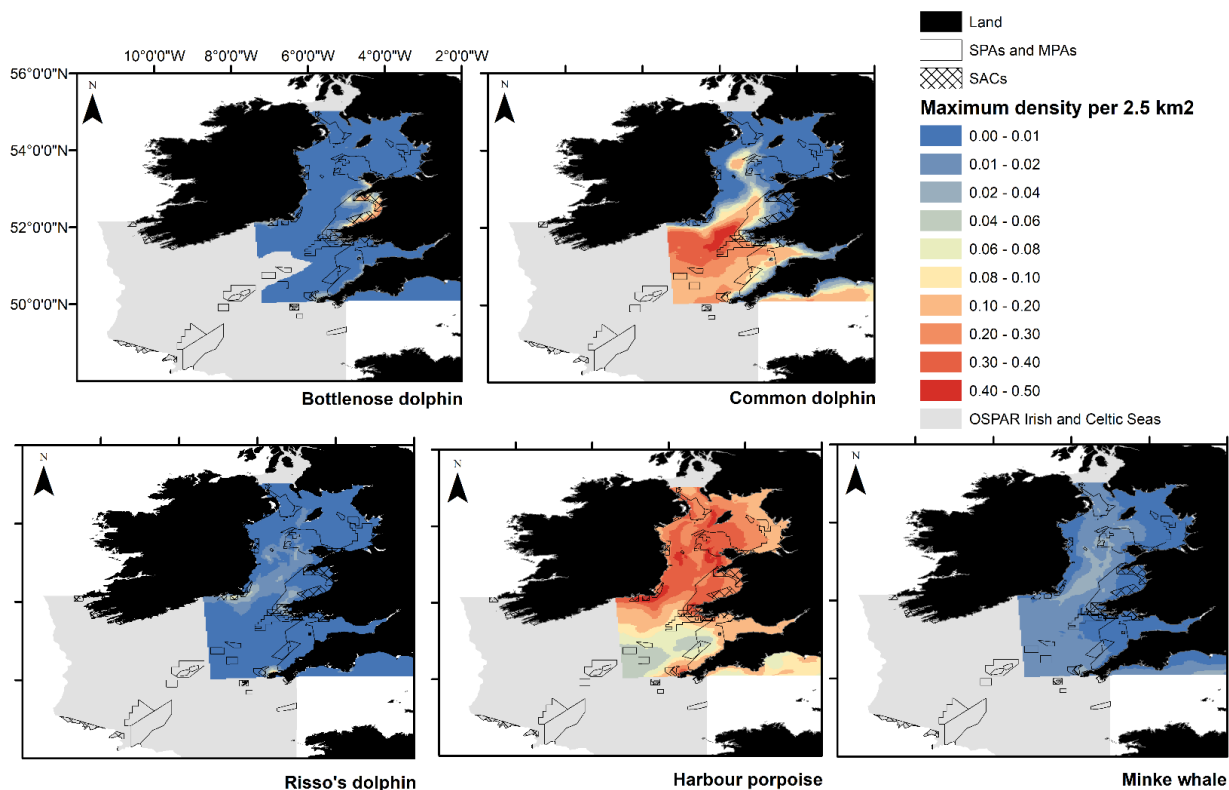 10°0'0"W 8°0'0"W 6°0'0"W 4°0'0"W 2°0'0"W
56°0'0"N
54°0'0"N
52°0'0"N
50°0'0"N
N
Bottlenose dolphin
N
Common dolphin
Land
SPAs and MPAs
SACs
Maximum density per 2.5 km2
0.00 - 0.01
0.01 - 0.02
0.02 - 0.04
0.04 - 0.06
0.06 - 0.08
0.08 - 0.10
0.10 - 0.20
0.20 - 0.30
0.30 - 0.40
0.40 - 0.50
OSPAR Irish and Celtic Seas
N
Risso's dolphin
N
Harbour porpoise
N
Minke whale